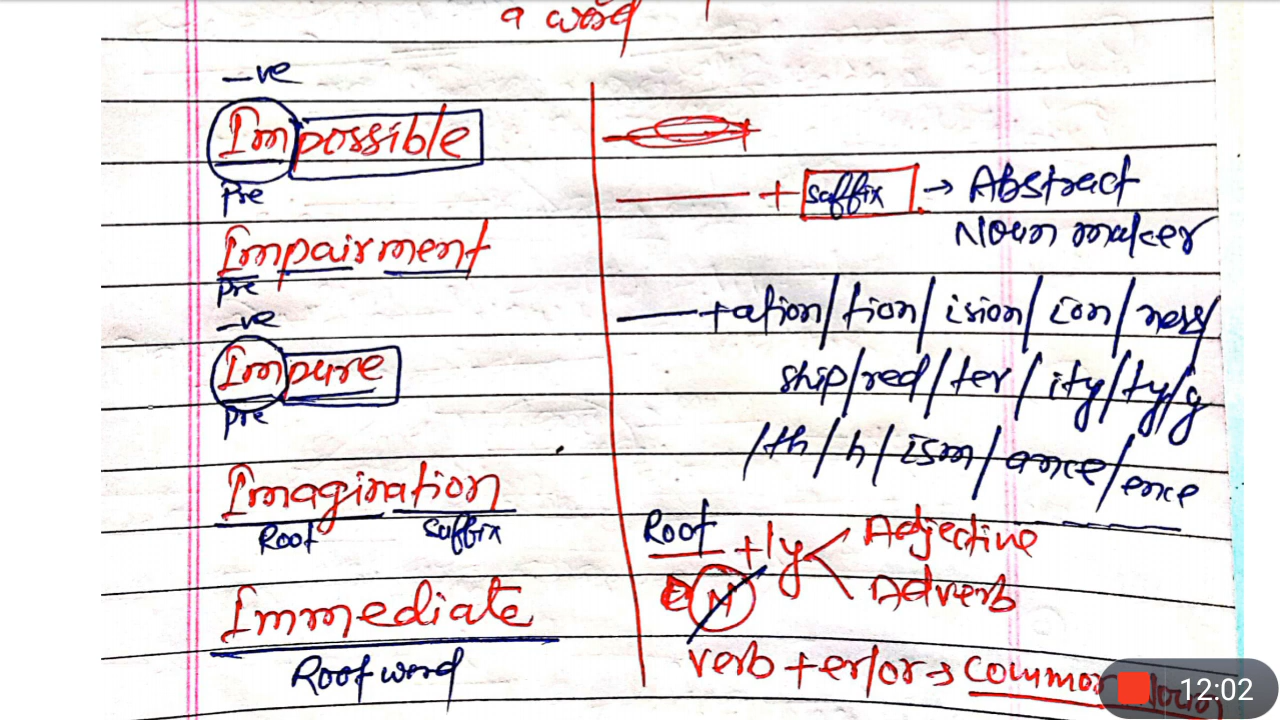 a word
-ve
Impossible
Pre
Impairment
Pre
-ve
Impure
Pre
Imagination
Root suffix
Immediate
Root word
+ suffix → Abstract
Noun maker
+ation/tion/ision/ion/ness/
ship/red/ter/ity/ty/y
/th/h/ism/ance/ence
Root + ly < Adjective
Adverb
N
verb + er/or → common
12:02